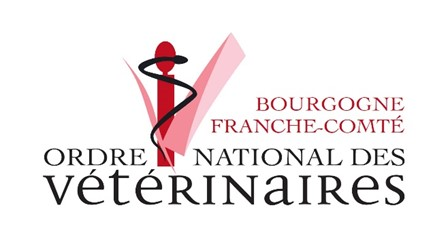 BOURGOGNE
FRANCHE-COMTÉ
ORDRE NATIONAL DES
vétérinaires